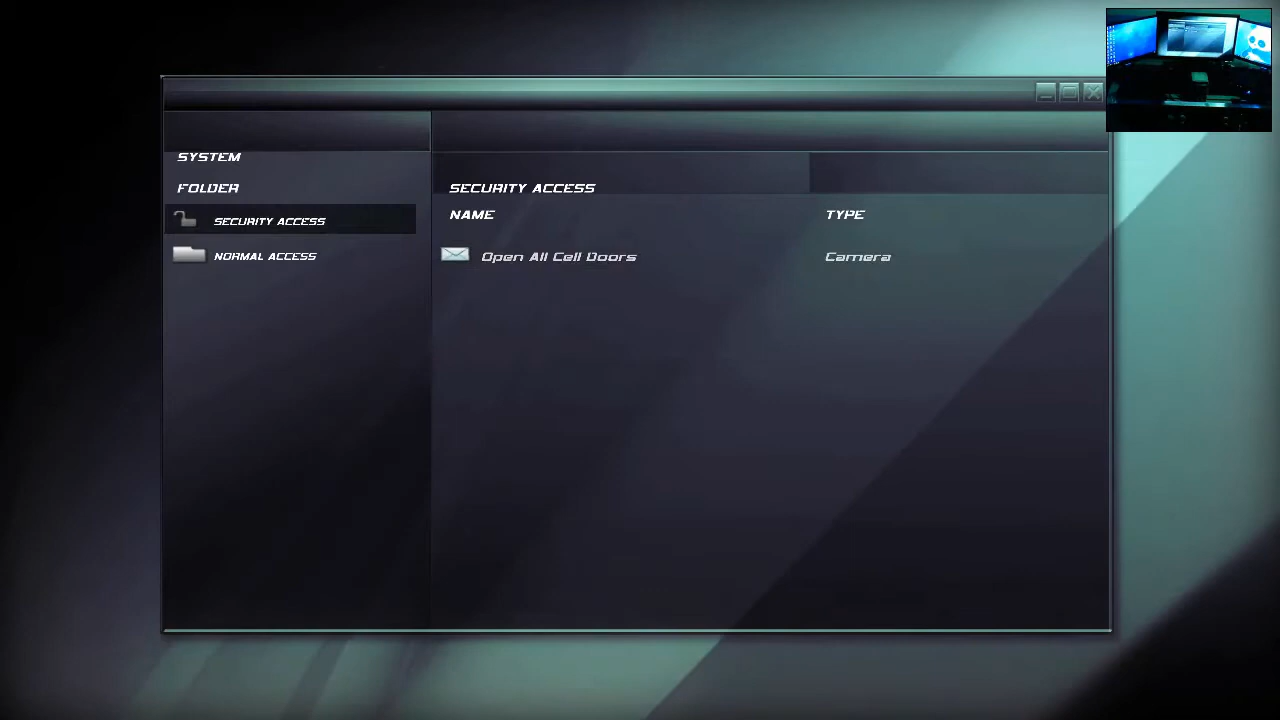 SYSTEM
FOLDER
SECURITY ACCESS
NORMAL ACCESS
SECURITY ACCESS
NAME TYPE
Open All Cell Doors Camera